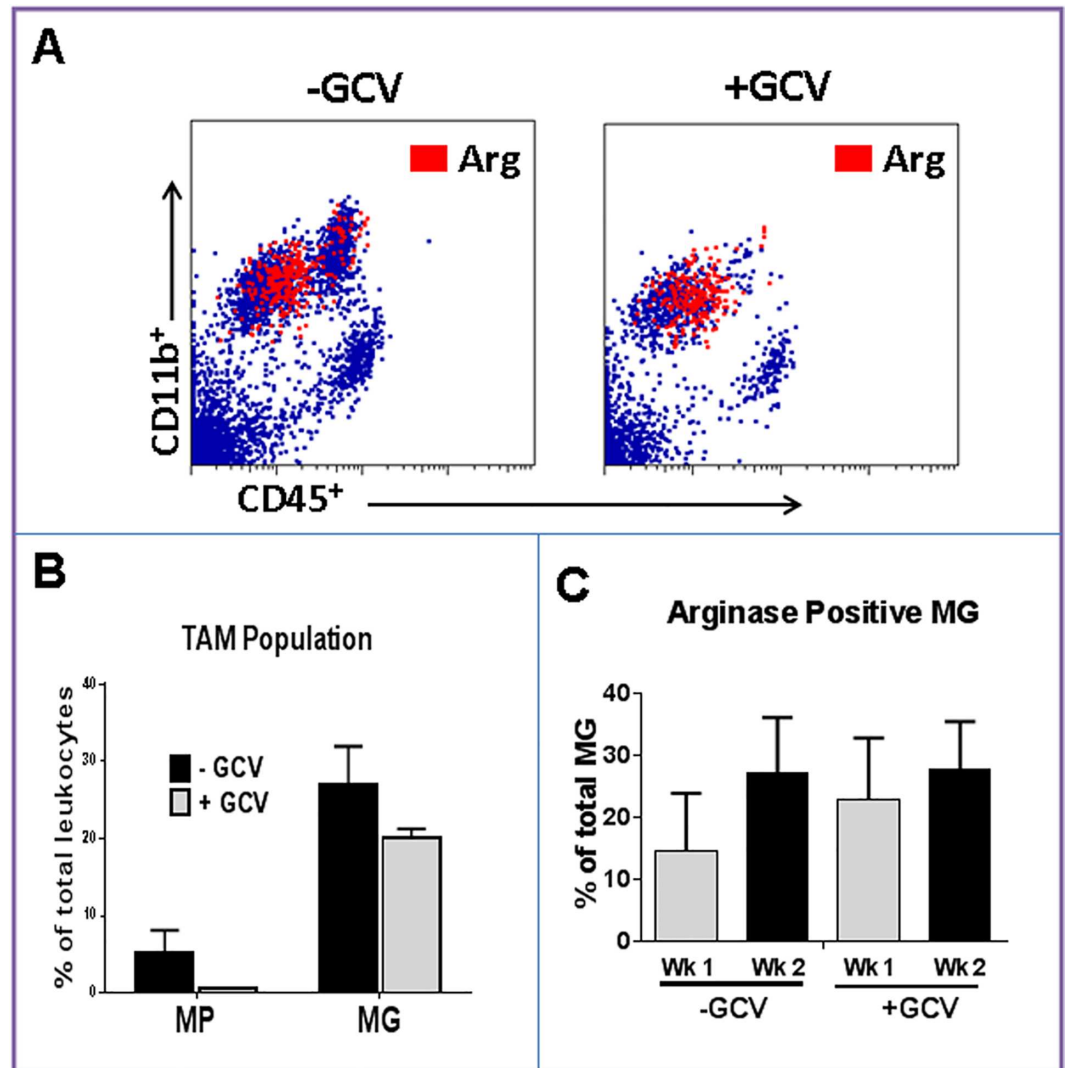 A
-GCV
+GCV
Arg
Arg
CD11b⁺
CD45⁺
B
TAM Population
% of total leukocytes
40
30
20
10
0
- GCV
+ GCV
MP
MG
C
Arginase Positive MG
% of total MG
40
30
20
10
0
Wk 1
Wk 2
Wk 1
Wk 2
-GCV
+GCV